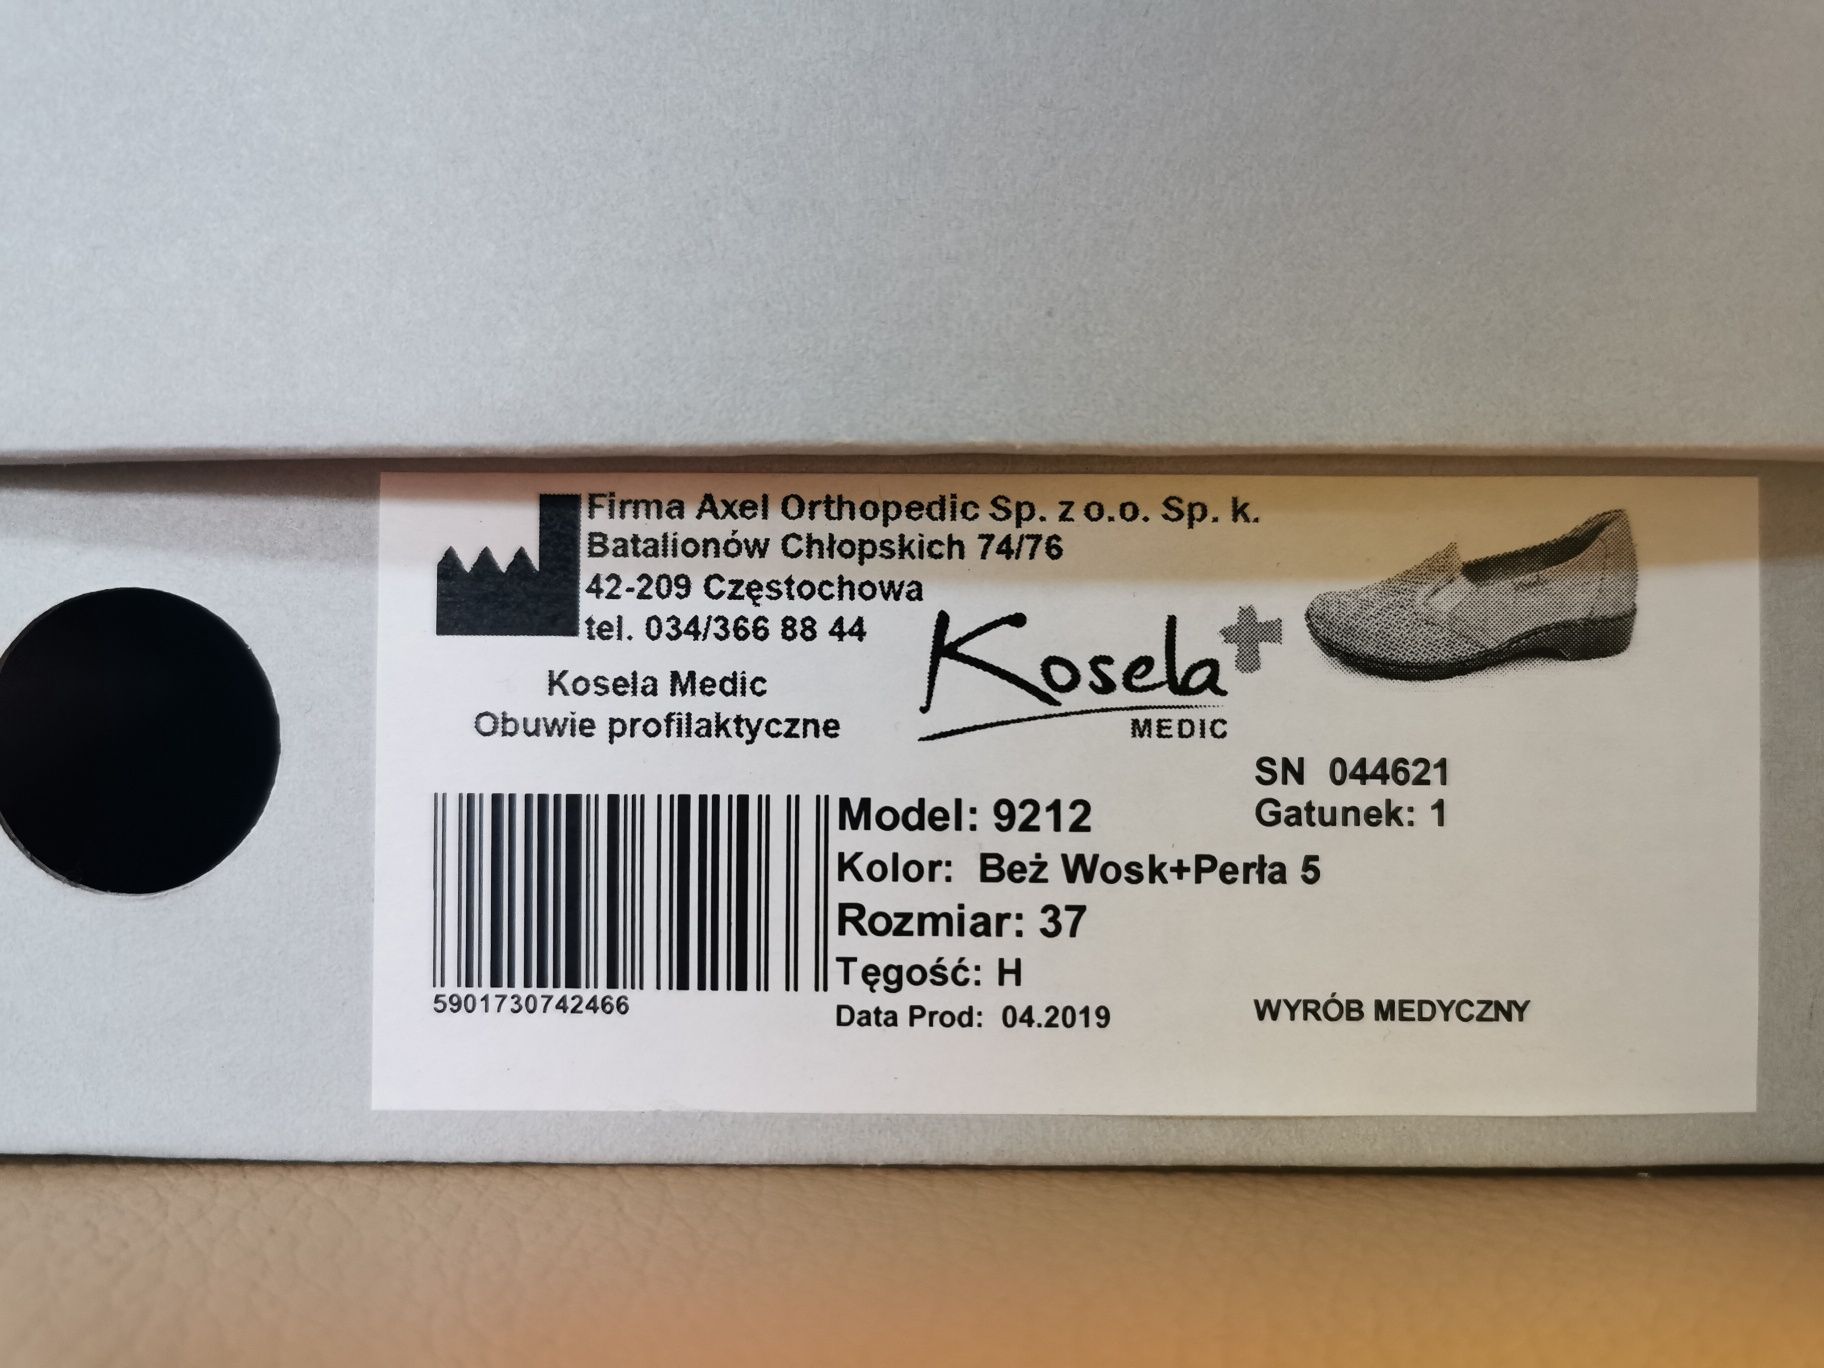 Firma Axel Orthopedic Sp. z o.o. Sp. k.
Batalionów Chłopskich 74/76
42-209 Częstochowa
tel. 034/366 88 44
Kosela Medic
Obuwie profilaktyczne
Kosela
MEDIC
SN 044621
Gatunek: 1
Model: 9212
Kolor: Beż Wosk+Perła 5
Rozmiar: 37
Tęgość: H
Data Prod: 04.2019
5901730742466
WYRÓB MEDYCZNY